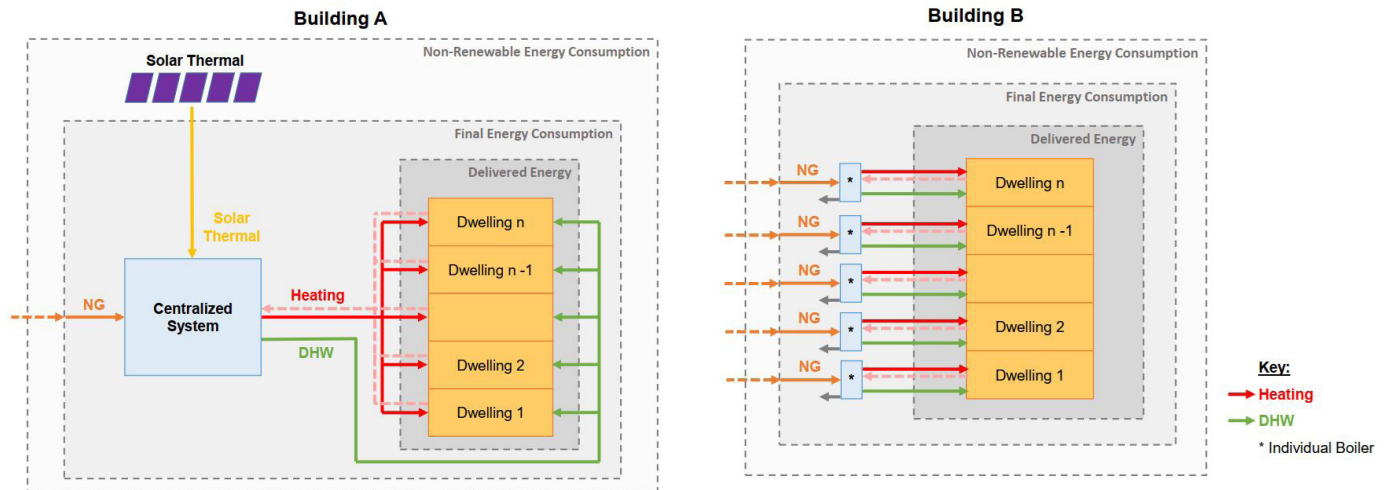 Building A
Non-Renewable Energy Consumption
Solar Thermal
Final Energy Consumption
Delivered Energy
Solar
Thermal
Dwelling n
Dwelling n -1
Dwelling 2
Dwelling 1
NG
Centralized
System
Heating
DHW
Building B
Non-Renewable Energy Consumption
Final Energy Consumption
Delivered Energy
NG
*
Dwelling n
NG
*
Dwelling n -1
NG
*
NG
*
Dwelling 2
NG
*
Dwelling 1
Key:
Heating
DHW
* Individual Boiler